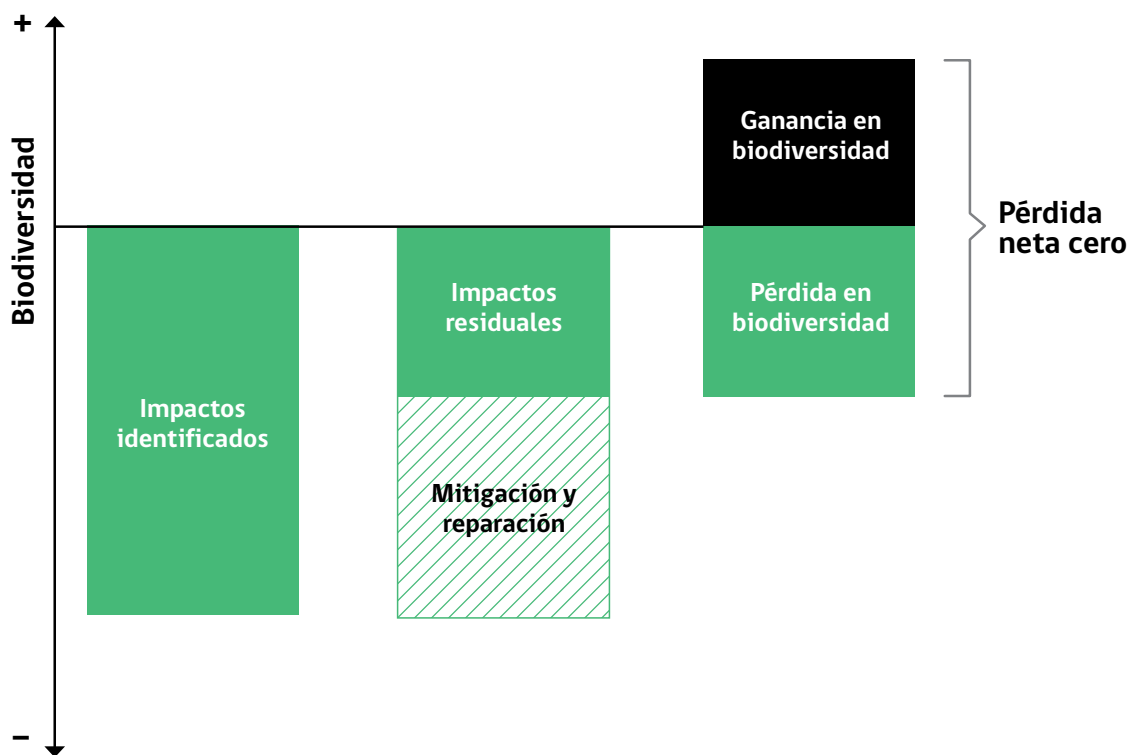 +
Biodiversidad
Ganancia en
biodiversidad
Pérdida
neta cero
Impactos
residuales
Pérdida en
biodiversidad
Impactos
identificados
Mitigación y
reparación
–